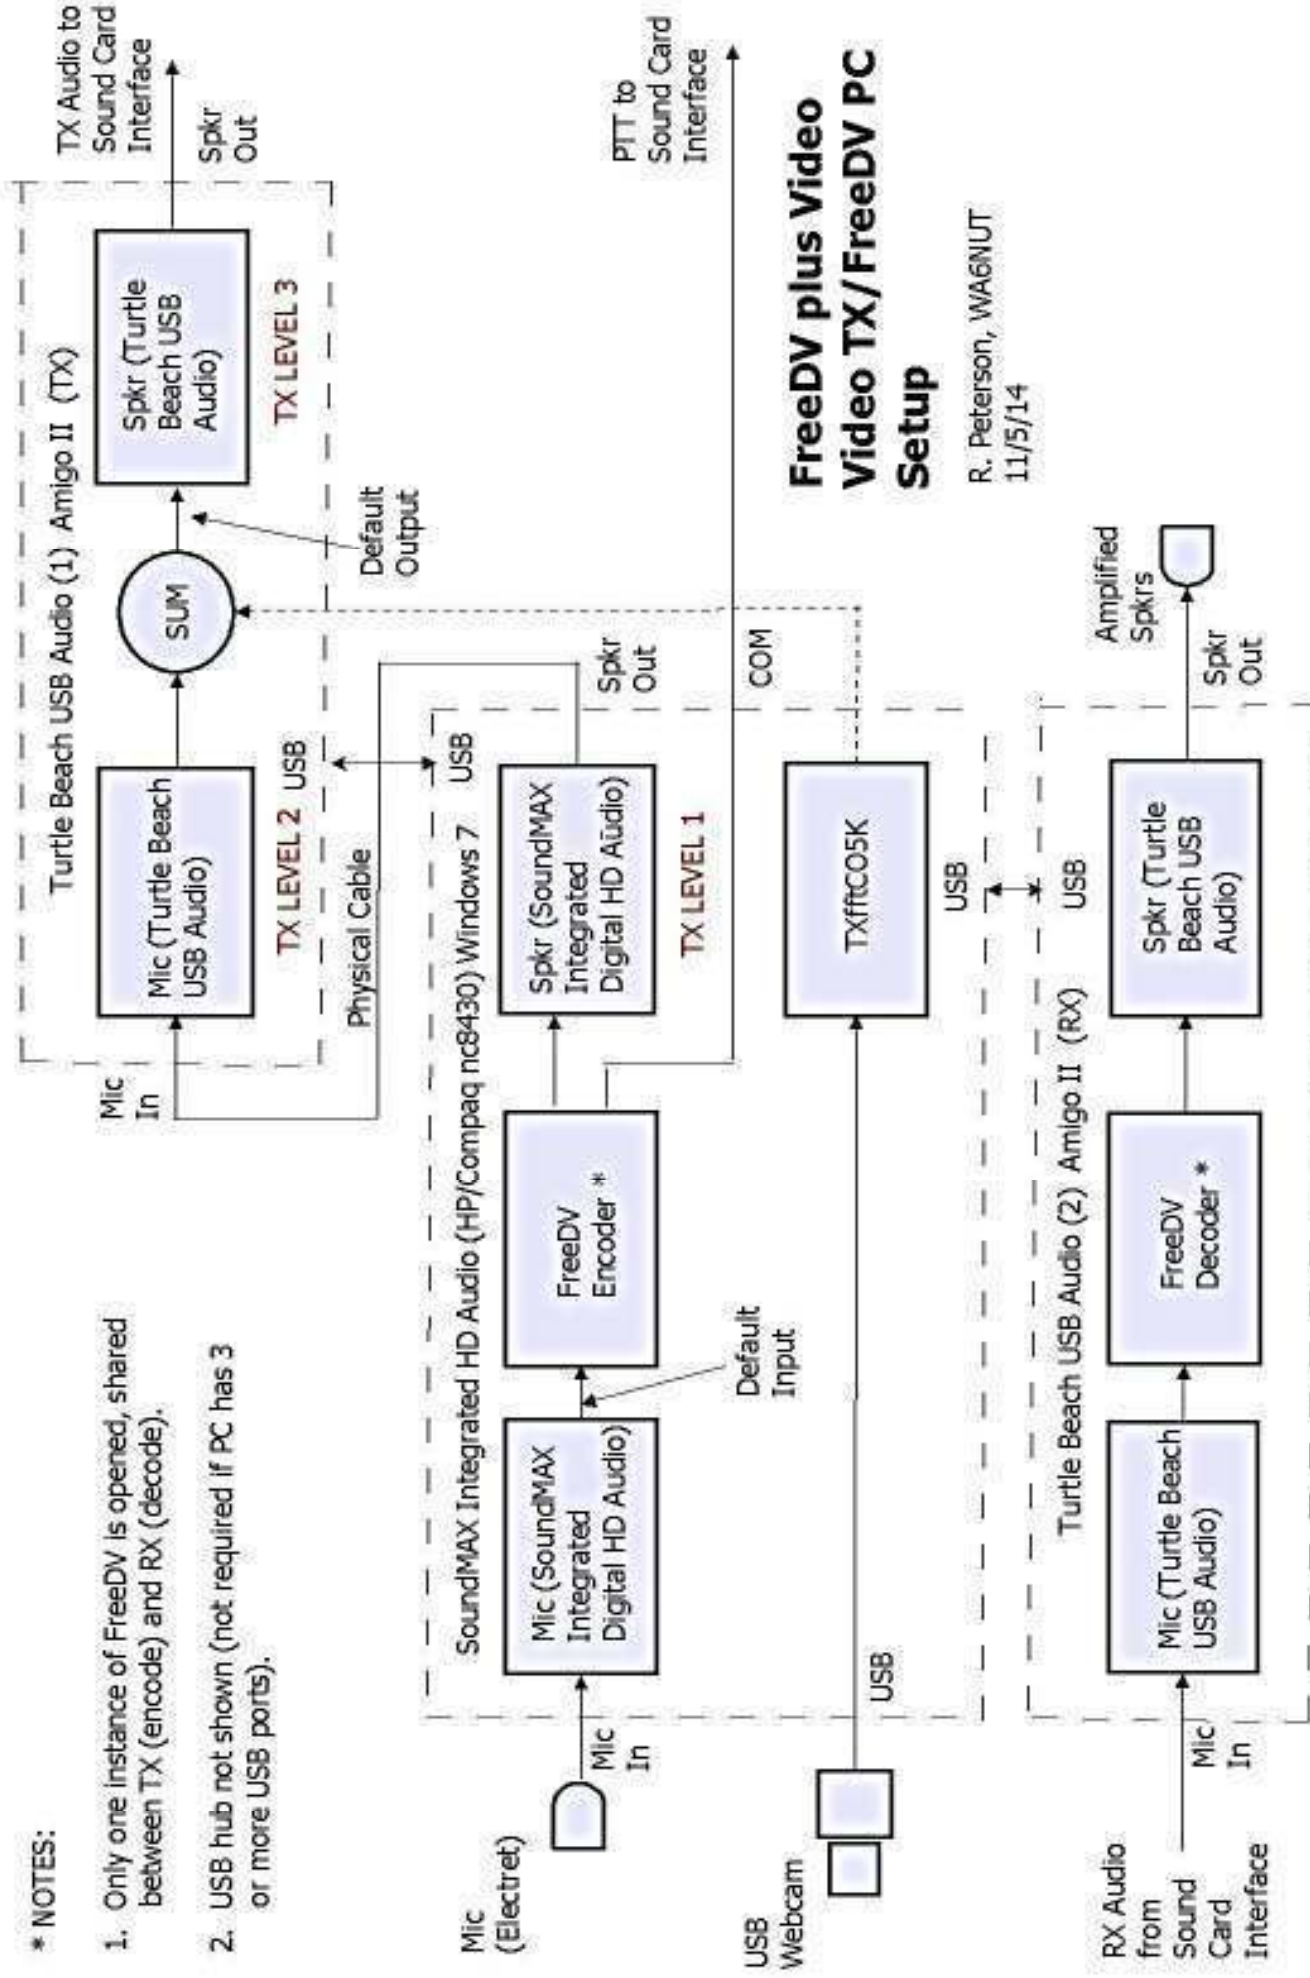 * NOTES:
1. Only one instance of FreeDV is opened, shared
between TX (encode) and RX (decode).
2. USB hub not shown (not required if PC has 3
or more USB ports).
Turtle Beach USB Audio (1) Amigo II (TX)
Mic
In
Mic (Turtle Beach
USB Audio)
TX LEVEL 2
USB
SUM
Default
Output
Spkr (Turtle
Beach USB
Audio)
TX LEVEL 3
TX Audio to
Sound Card
Interface
Spkr
Out
Physical Cable
SoundMAX Integrated HD Audio (HP/Compaq nc8430) Windows 7
USB
Mic
(Electret)
Mic
In
Mic (SoundMAX
Integrated
Digital HD Audio)
Default
Input
FreeDV
Encoder *
Spkr (SoundMAX
Integrated
Digital HD Audio)
TX LEVEL 1
Spkr
Out
COM
PTT to
Sound Card
Interface
USB
Webcam
USB
TXfftCO5K
USB
FreeDV plus Video
Video TX/FreeDV PC
Setup
R. Peterson, WA6NUT
11/5/14
Turtle Beach USB Audio (2) Amigo II (RX)
USB
RX Audio
from
Sound
Card
Interface
Mic
In
Mic (Turtle Beach
USB Audio)
FreeDV
Decoder *
Spkr (Turtle
Beach USB
Audio)
Spkr
Out
Amplified
Spkrs